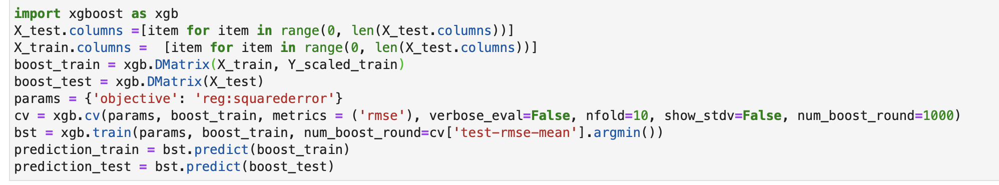 import xgboost as xgb
X_test.columns =[item for item in range(0, len(X_test.columns))]
X_train.columns =  [item for item in range(0, len(X_test.columns))]
boost_train = xgb.DMatrix(X_train, Y_scaled_train)
boost_test = xgb.DMatrix(X_test)
params = {'objective': 'reg:squarederror'}
cv = xgb.cv(params, boost_train, metrics = ('rmse'), verbose_eval=False, nfold=10, show_stdv=False, num_boost_round=1000)
bst = xgb.train(params, boost_train, num_boost_round=cv['test-rmse-mean'].argmin())
prediction_train = bst.predict(boost_train)
prediction_test = bst.predict(boost_test)